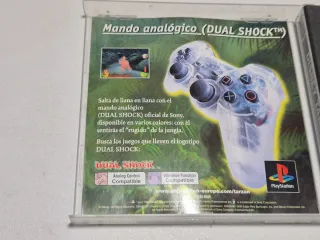 Mando analógico (DUAL SHOCK™)
Salta de liana en liana con el
mando analógico
(DUAL SHOCK) oficial de Sony,
disponible en varios colores: con él
sentirás el "rugido" de la jungla.
Busca los juegos que lleven el logotipo
DUAL SHOCK:
DUAL SHOCK
Analog Control
Compatible
Vibration Function
Compatible
PlayStation